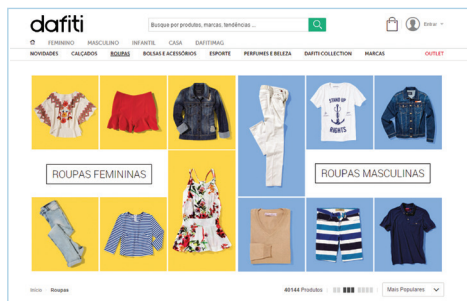 dafiti
Busque por produtos, marcas, tendências ...
Entrar
FEMININO MASCULINO INFANTIL CASA DAFITIMAG
NOVIDADES CALÇADOS ROUPAS BOLSAS E ACESSÓRIOS ESPORTE PERFUMES E BELEZA DAFITI COLLECTION MARCAS OUTLET
STAND UP
RIGHTS
ROUPAS FEMININAS
ROUPAS MASCULINAS
Início Roupas
40144 Produtos
Mais Populares